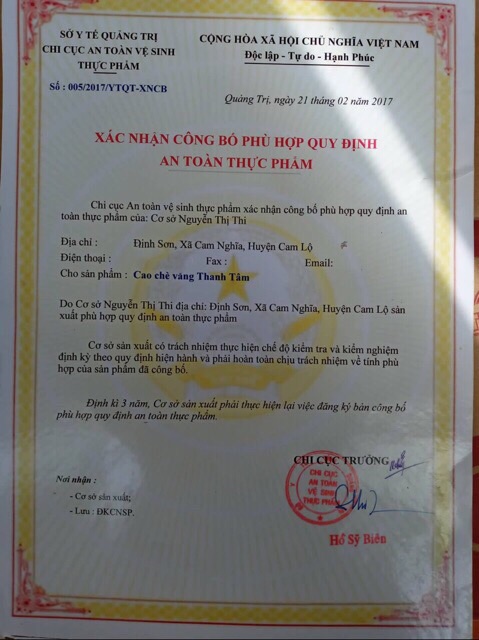 SỞ Y TẾ QUẢNG TRỊ
CHI CỤC AN TOÀN VỆ SINH
THỰC PHẨM
Số : 005/2017/YTQT-XNCB
CỘNG HÒA XÃ HỘI CHỦ NGHĨA VIỆT NAM
Độc lập - Tự do - Hạnh Phúc
Quảng Trị, ngày 21 tháng 02 năm 2017
XÁC NHẬN CÔNG BỐ PHÙ HỢP QUY ĐỊNH
AN TOÀN THỰC PHẨM
Chi cục An toàn vệ sinh thực phẩm xác nhận công bố phù hợp quy định an
toàn thực phẩm của: Cơ sở Nguyễn Thị Thi
Địa chỉ : Định Sơn, Xã Cam Nghĩa, Huyện Cam Lộ
Điện thoại : Fax : Email:
Cho sản phẩm : Cao chè vằng Thanh Tâm
Do Cơ sở Nguyễn Thị Thi địa chỉ: Định Sơn, Xã Cam Nghĩa, Huyện Cam Lộ sản
xuất phù hợp quy định an toàn thực phẩm
Cơ sở sản xuất có trách nhiệm thực hiện chế độ kiểm tra và kiểm nghiệm
định kỳ theo quy định hiện hành và phải hoàn toàn chịu trách nhiệm về tính phù
hợp của sản phẩm đã công bố.
Định kì 3 năm, Cơ sở sản xuất phải thực hiện lại việc đăng ký bản công bố
phù hợp quy định an toàn thực phẩm.
CHI CỤC TRƯỞNG
Nơi nhận :
- Cơ sở sản xuất;
- Lưu : ĐKCNSP.
CHI CỤC
AN TOÀN
VỆ SINH
THỰC PHẨM
Hồ Sỹ Biên